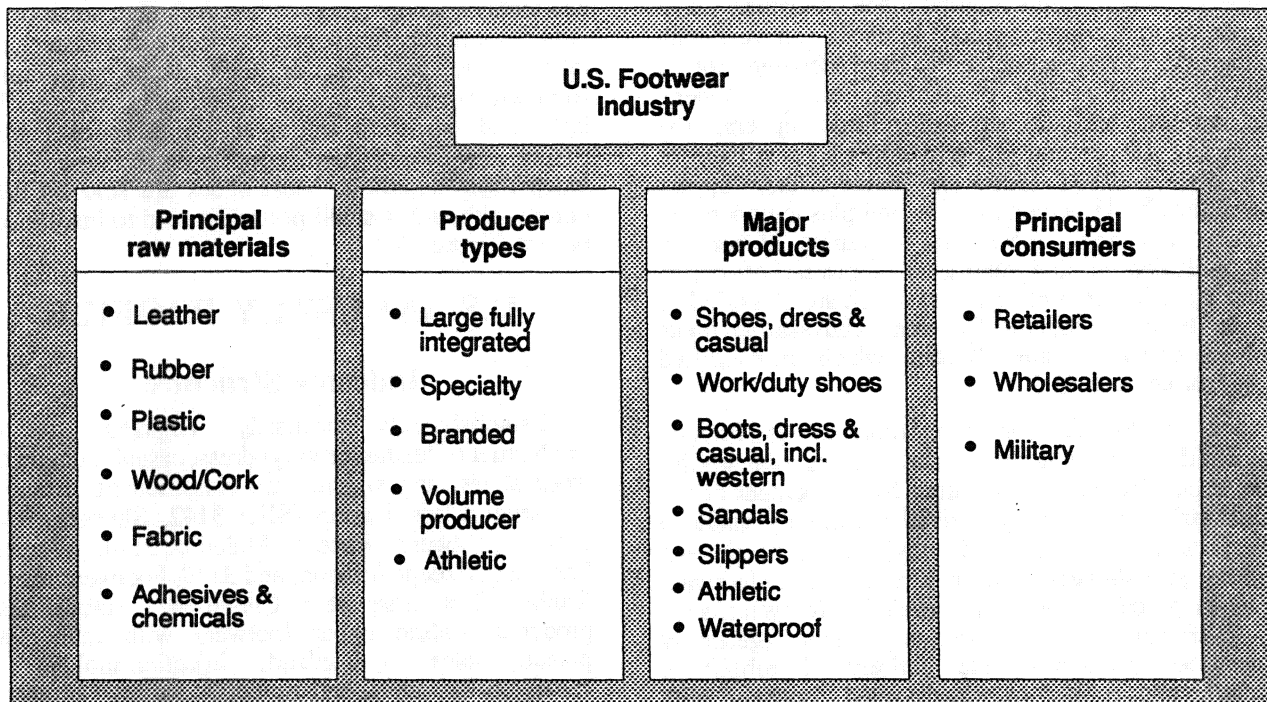 U.S. Footwear
Industry
Principal
raw materials
• Leather
• Rubber
• Plastic
• Wood/Cork
• Fabric
• Adhesives &
chemicals
Producer
types
• Large fully
integrated
• Specialty
• Branded
• Volume
producer
• Athletic
Major
products
• Shoes, dress &
casual
• Work/duty shoes
• Boots, dress &
casual, incl.
western
• Sandals
• Slippers
• Athletic
• Waterproof
Principal
consumers
• Retailers
• Wholesalers
• Military